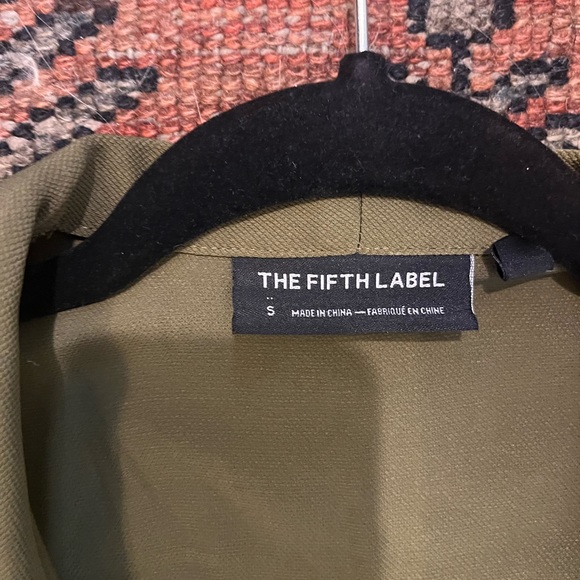 THE FIFTH LABEL
S MADE IN CHINA — FABRIQUÉ EN CHINE